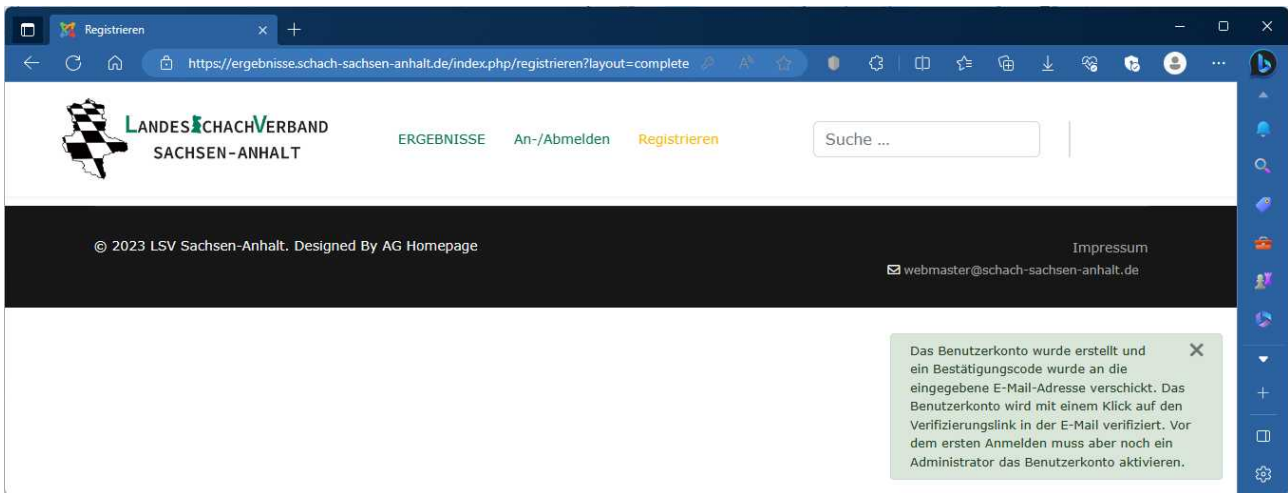 Registrieren
https://ergebnisse.schach-sachsen-anhalt.de/index.php/registrieren?layout=complete
LANDESSCHACHVERBAND
SACHSEN-ANHALT
ERGEBNISSE An-/Abmelden Registrieren
Suche ...
© 2023 LSV Sachsen-Anhalt. Designed By AG Homepage
Impressum
webmaster@schach-sachsen-anhalt.de
Das Benutzerkonto wurde erstellt und
ein Bestätigungscode wurde an die
eingegebene E-Mail-Adresse verschickt. Das
Benutzerkonto wird mit einem Klick auf den
Verifizierungslink in der E-Mail verifiziert. Vor
dem ersten Anmelden muss aber noch ein
Administrator das Benutzerkonto aktivieren.